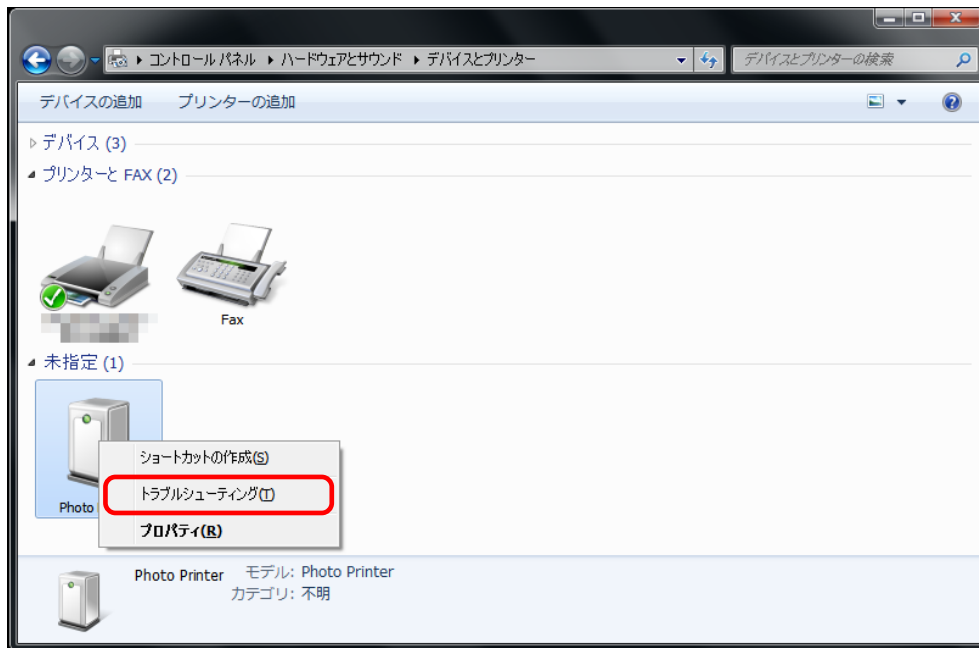 コントロール パネル ハードウェアとサウンド デバイスとプリンター
デバイスとプリンターの検索
デバイスの追加 プリンターの追加
デバイス (3)
プリンターと FAX (2)
Fax
未指定 (1)
Photo
ショートカットの作成(S)
トラブルシューティング(T)
プロパティ(R)
Photo Printer モデル: Photo Printer
カテゴリ: 不明